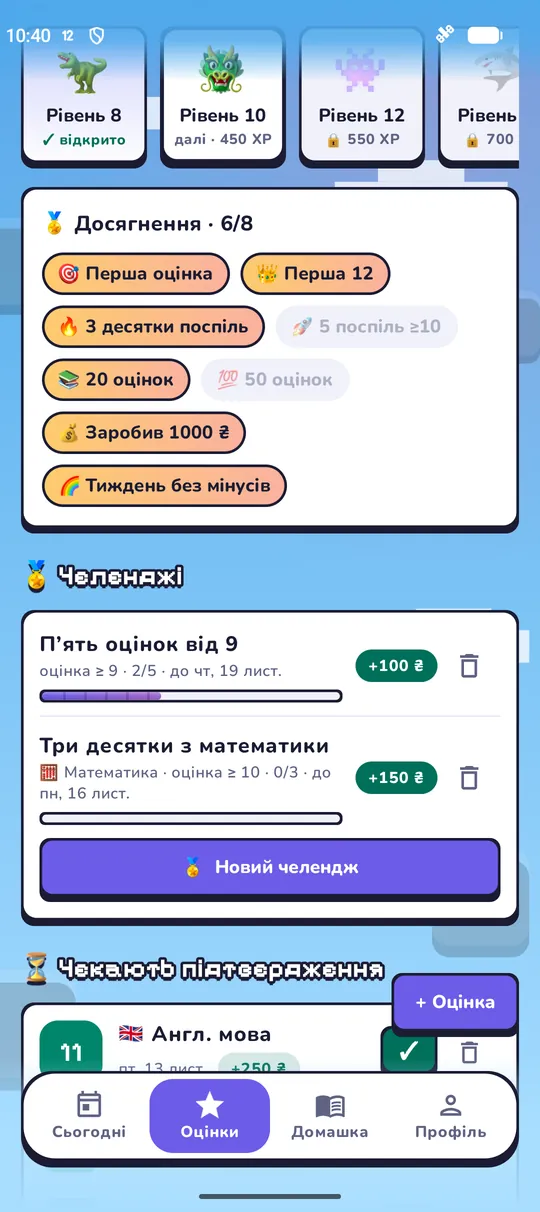 10:40 12
Рівень 8
✓ відкрито
Рівень 10
далі · 450 XP
Рівень 12
🔒 550 XP
Рівень
🔒 700
🏅 Досягнення · 6/8
🎯 Перша оцінка
👑 Перша 12
🔥 3 десятки поспіль
🚀 5 поспіль ≥10
📚 20 оцінок
💯 50 оцінок
💰 Заробив 1000 ₴
🌈 Тиждень без мінусів
🏅 Челенджі
П’ять оцінок від 9
оцінка ≥ 9 · 2/5 · до чт, 19 лист.
+100 ₴
Три десятки з математики
🧮 Математика · оцінка ≥ 10 · 0/3 · до
пн, 16 лист.
+150 ₴
🏅 Новий челендж
⏳ Чекають підтвердження
+ Оцінка
11
🇬🇧 Англ. мова
пт, 13 лист.
+250 ₴
✓
Сьогодні
Оцінки
Домашка
Профіль